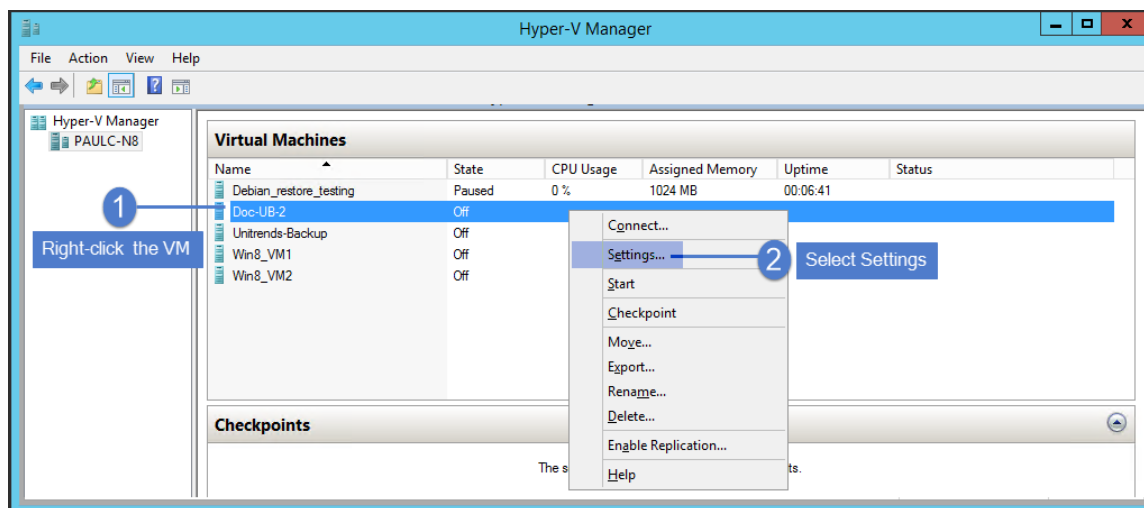 Hyper-V Manager
File Action View Help
Hyper-V Manager
PAULC-N8
Virtual Machines
Name State CPU Usage Assigned Memory Uptime Status
Debian_restore_testing Paused 0 % 1024 MB 00:06:41
Doc-UB-2 Off
Unitrends-Backup Off
Win8_VM1 Off
Win8_VM2 Off
1
Right-click the VM
Connect...
Settings...
2
Select Settings
Start
Checkpoint
Move...
Export...
Rename...
Delete...
Enable Replication...
Help
Checkpoints
The s
ts.